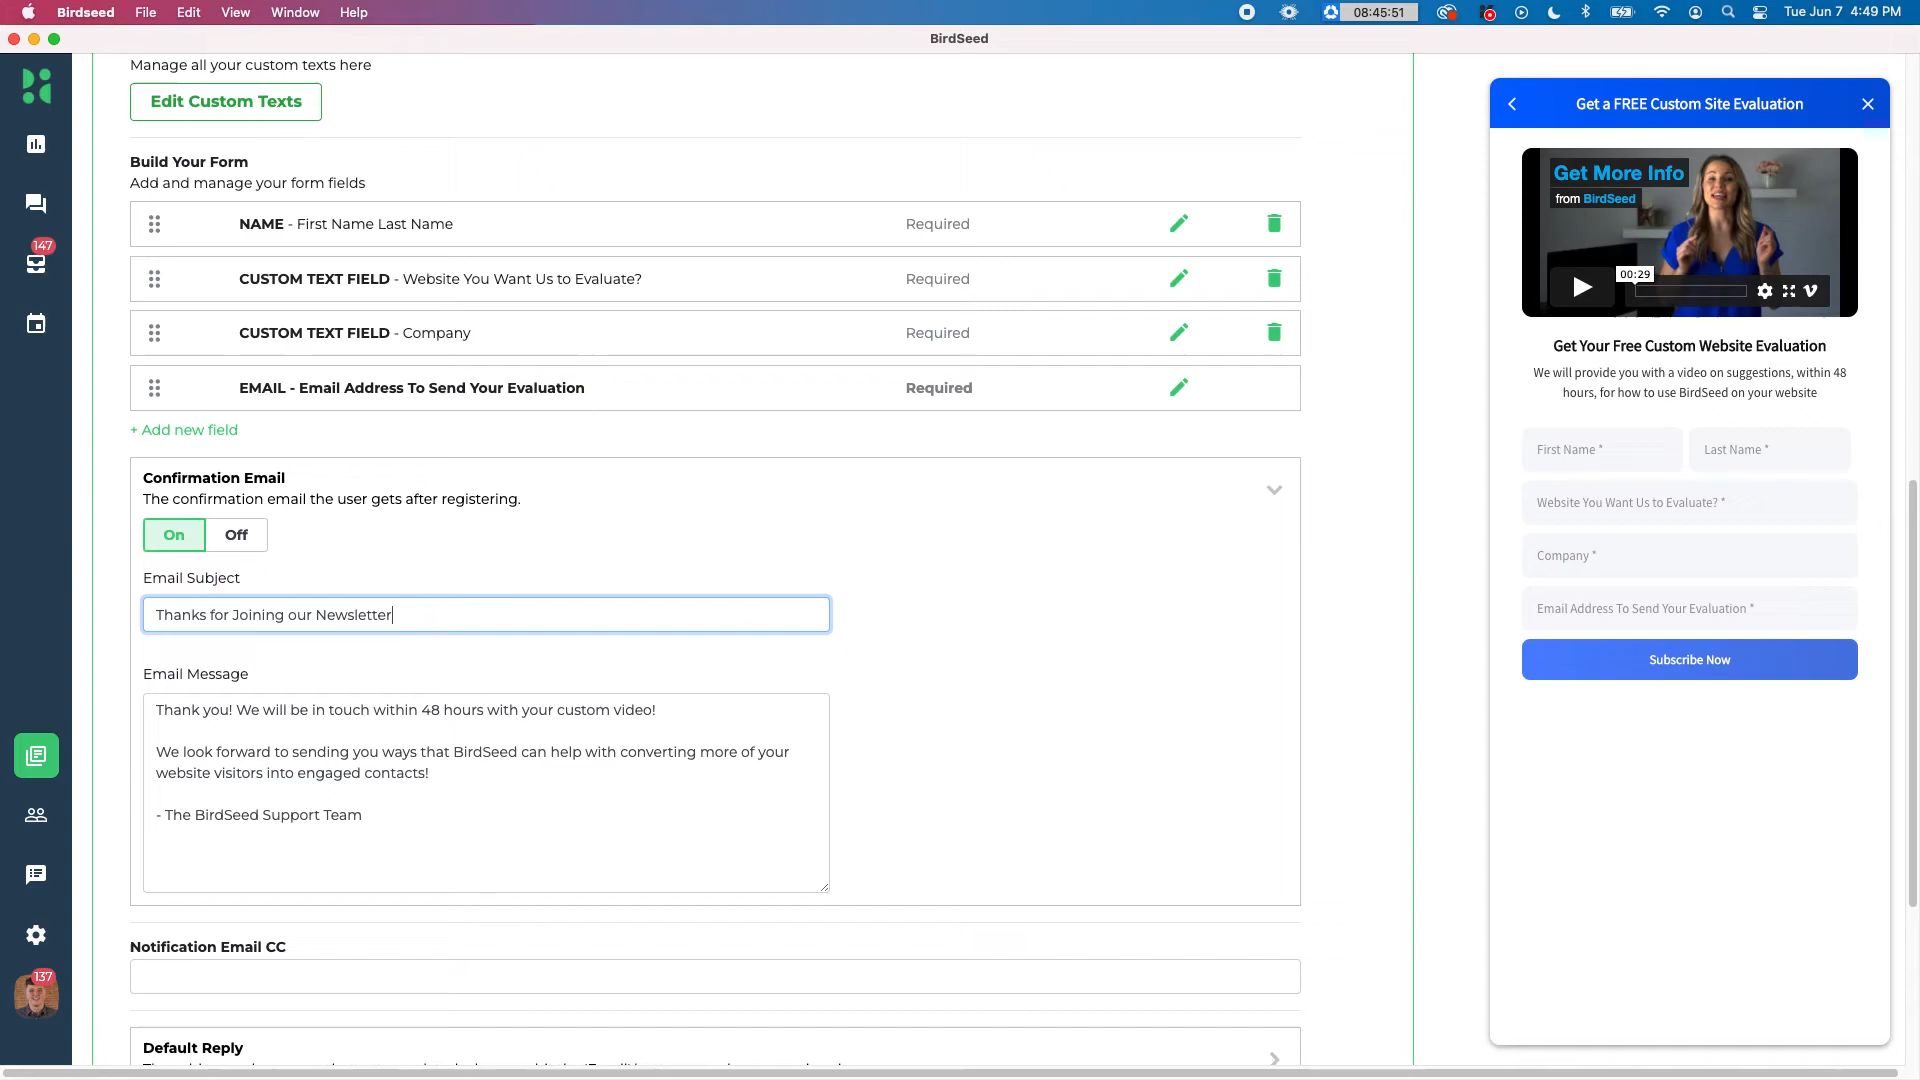 Birdseed File Edit View Window Help 08:45:51 Tue Jun 7 4:49 PM
BirdSeed
Manage all your custom texts here
Edit Custom Texts
Build Your Form
Add and manage your form fields
NAME - First Name Last Name Required
CUSTOM TEXT FIELD - Website You Want Us to Evaluate? Required
CUSTOM TEXT FIELD - Company Required
EMAIL - Email Address To Send Your Evaluation Required
+ Add new field
Confirmation Email
The confirmation email the user gets after registering.
On Off
Email Subject
Thanks for Joining our Newsletter
Email Message
Thank you! We will be in touch within 48 hours with your custom video!
We look forward to sending you ways that BirdSeed can help with converting more of your
website visitors into engaged contacts!
- The BirdSeed Support Team
Notification Email CC
Default Reply
147
137
Get a FREE Custom Site Evaluation
Get More Info
from BirdSeed
00:29
Get Your Free Custom Website Evaluation
We will provide you with a video on suggestions, within 48
hours, for how to use BirdSeed on your website
First Name * Last Name *
Website You Want Us to Evaluate? *
Company *
Email Address To Send Your Evaluation *
Subscribe Now